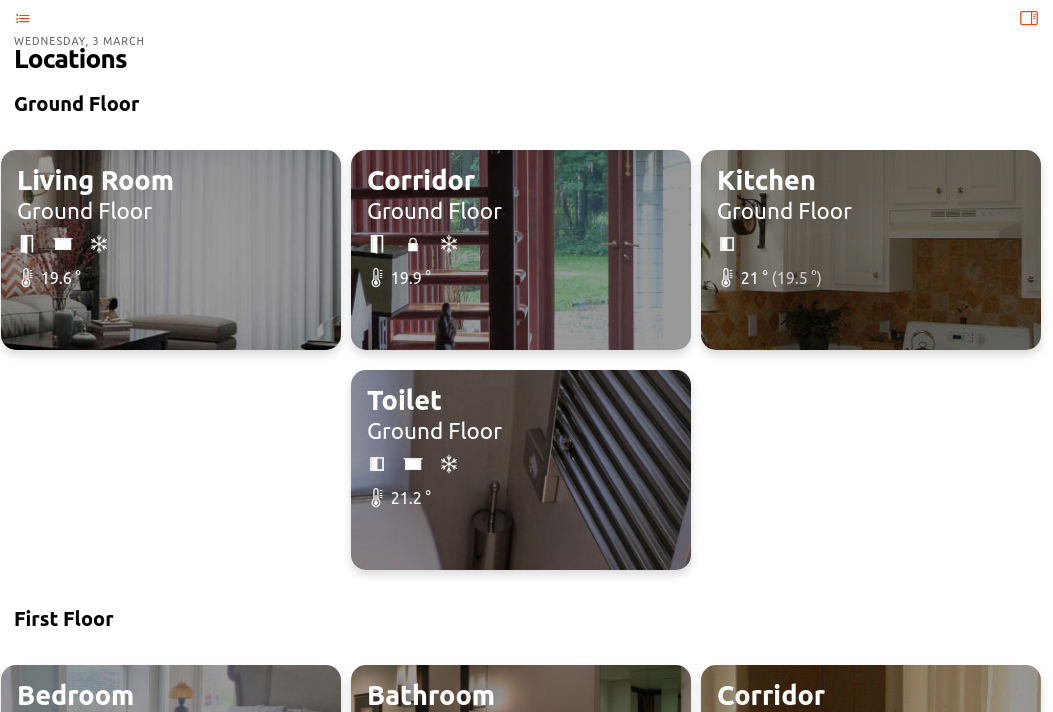 WEDNESDAY, 3 MARCH
Locations
Ground Floor
Living Room
Ground Floor
19.6 °
Corridor
Ground Floor
19.9 °
Kitchen
Ground Floor
21 ° (19.5 °)
Toilet
Ground Floor
21.2 °
First Floor
Bedroom
Bathroom
Corridor